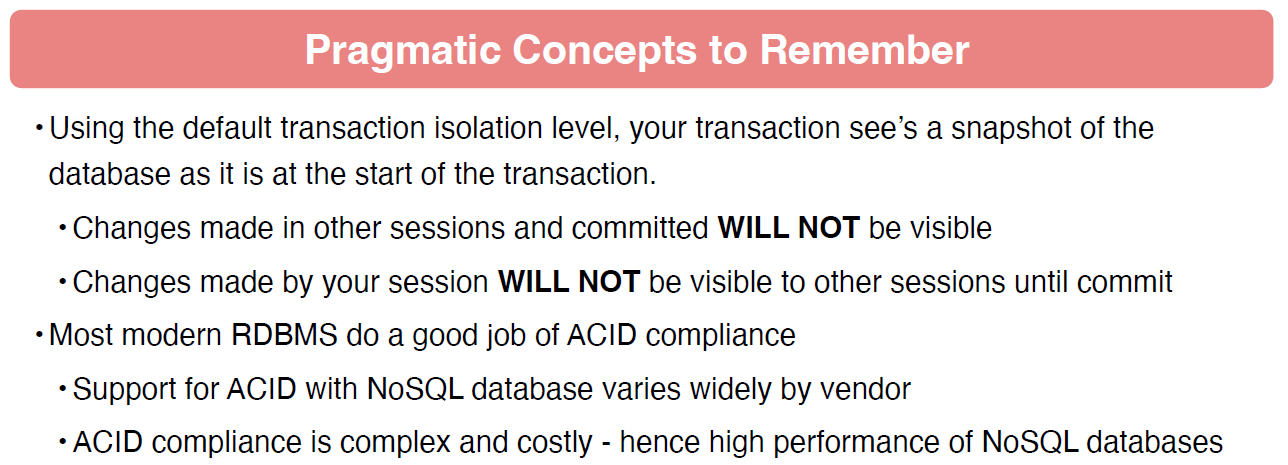 Pragmatic Concepts to Remember
• Using the default transaction isolation level, your transaction see's a snapshot of the
database as it is at the start of the transaction.
• Changes made in other sessions and committed WILL NOT be visible
• Changes made by your session WILL NOT be visible to other sessions until commit
• Most modern RDBMS do a good job of ACID compliance
• Support for ACID with NoSQL database varies widely by vendor
• ACID compliance is complex and costly - hence high performance of NoSQL databases